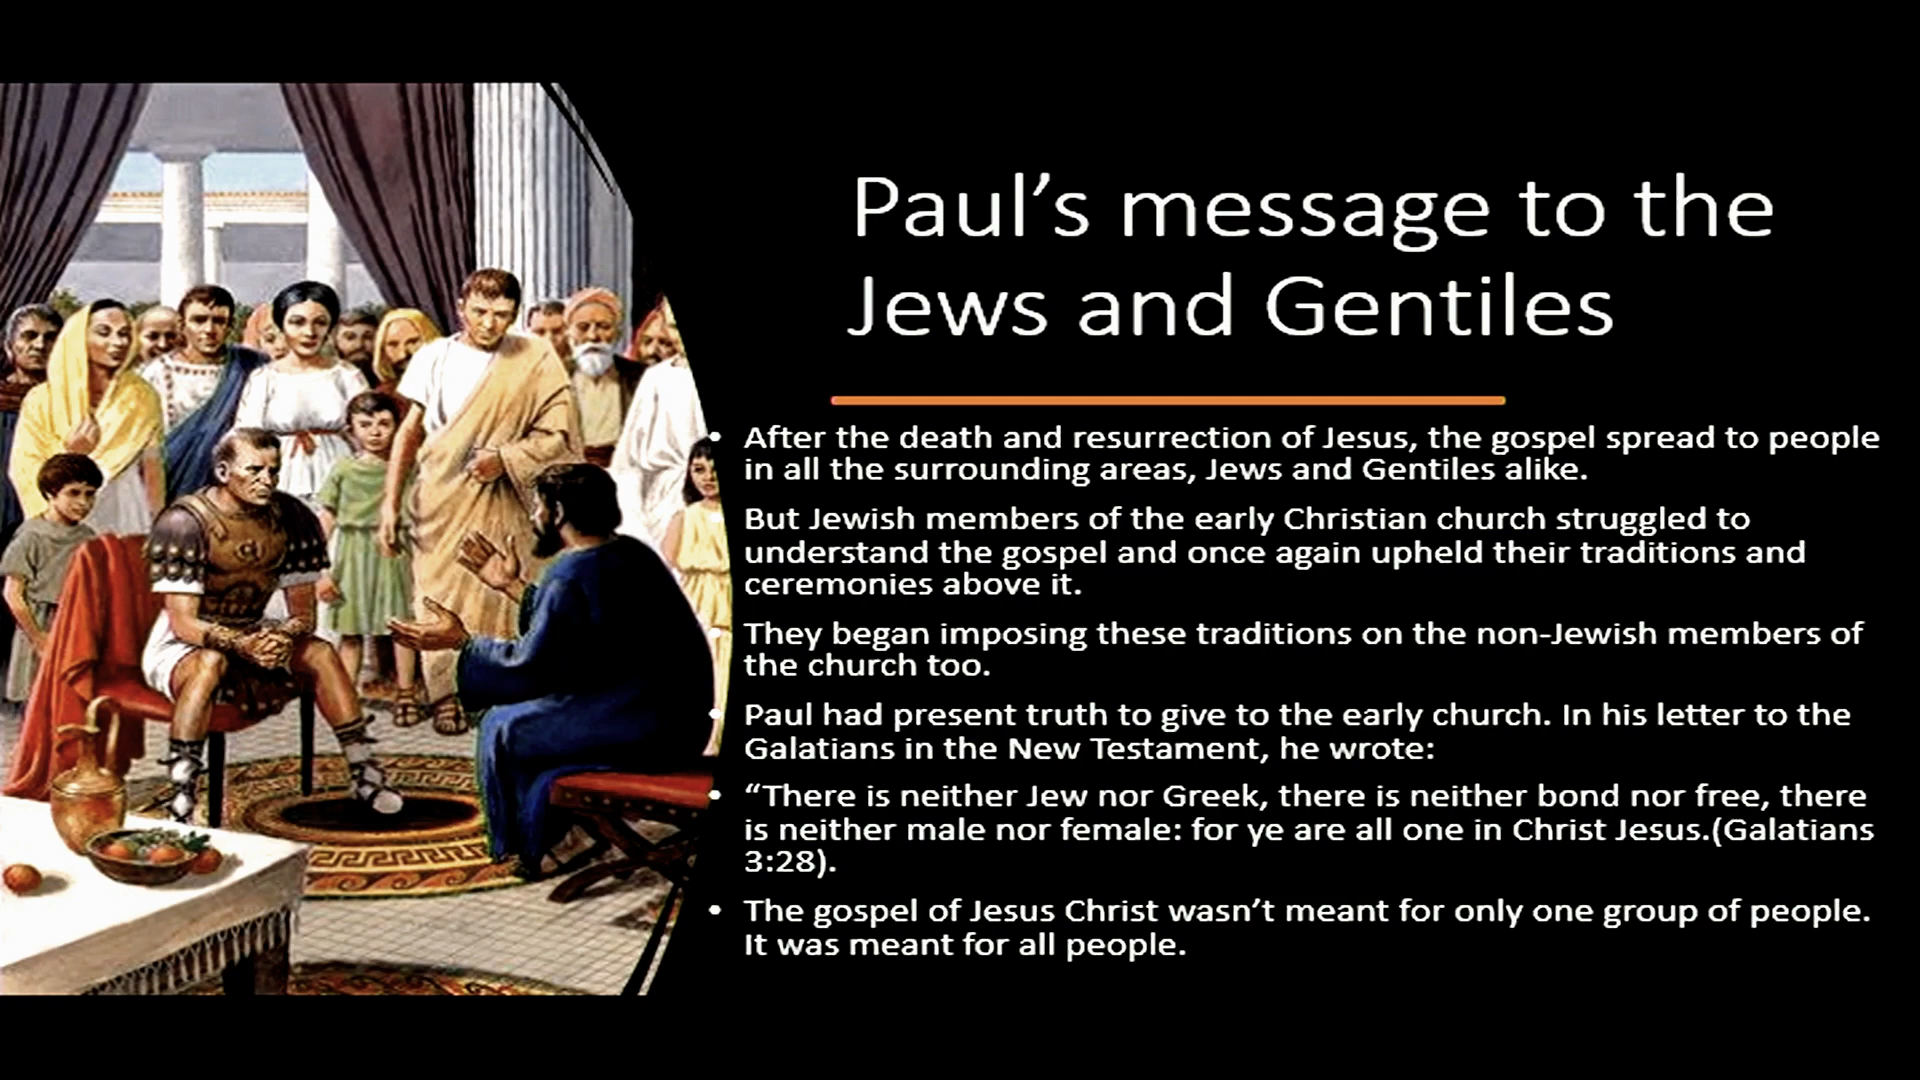 Paul’s message to the
Jews and Gentiles
• After the death and resurrection of Jesus, the gospel spread to people
in all the surrounding areas, Jews and Gentiles alike.
• But Jewish members of the early Christian church struggled to
understand the gospel and once again upheld their traditions and
ceremonies above it.
• They began imposing these traditions on the non-Jewish members of
the church too.
• Paul had present truth to give to the early church. In his letter to the
Galatians in the New Testament, he wrote:
• “There is neither Jew nor Greek, there is neither bond nor free, there
is neither male nor female: for ye are all one in Christ Jesus.(Galatians
3:28).
• The gospel of Jesus Christ wasn’t meant for only one group of people.
It was meant for all people.